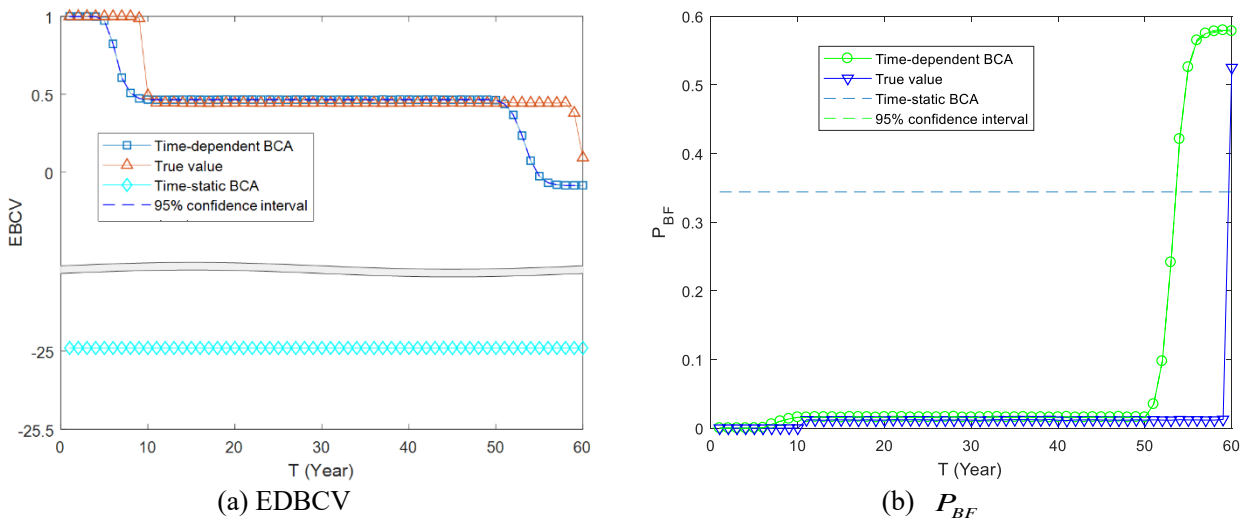 1
0.5
0
-25
-25.5
EBCV
Time-dependent BCA
True value
Time-static BCA
95% confidence interval
0
10
20
30
40
50
60
T (Year)
(a) EDBCV
0.6
0.5
0.4
0.3
0.2
0.1
0
P_BF
Time-dependent BCA
True value
Time-static BCA
95% confidence interval
0
10
20
30
40
50
60
T (Year)
(b) P_BF